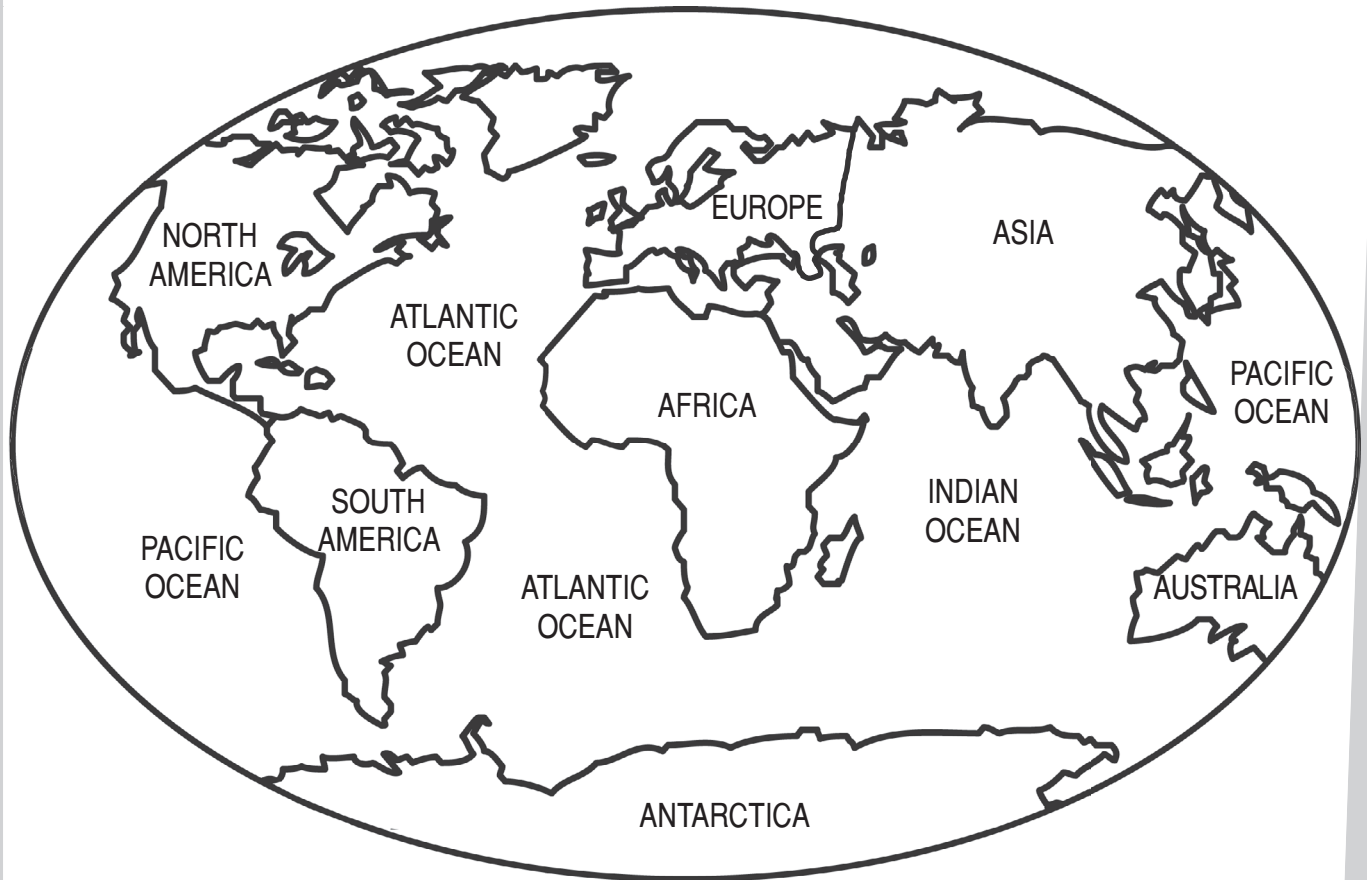 EUROPE
ASIA
NORTH
AMERICA
ATLANTIC
OCEAN
AFRICA
PACIFIC
OCEAN
SOUTH
AMERICA
INDIAN
OCEAN
PACIFIC
OCEAN
ATLANTIC
OCEAN
AUSTRALIA
ANTARCTICA